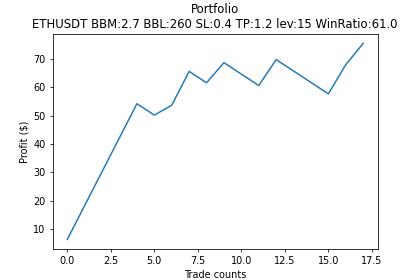 Portfolio
ETHUSDT BBM:2.7 BBL:260 SL:0.4 TP:1.2 lev:15 WinRatio:61.0
Profit ($)
70
60
50
40
30
20
10
0.0 2.5 5.0 7.5 10.0 12.5 15.0 17.5
Trade counts